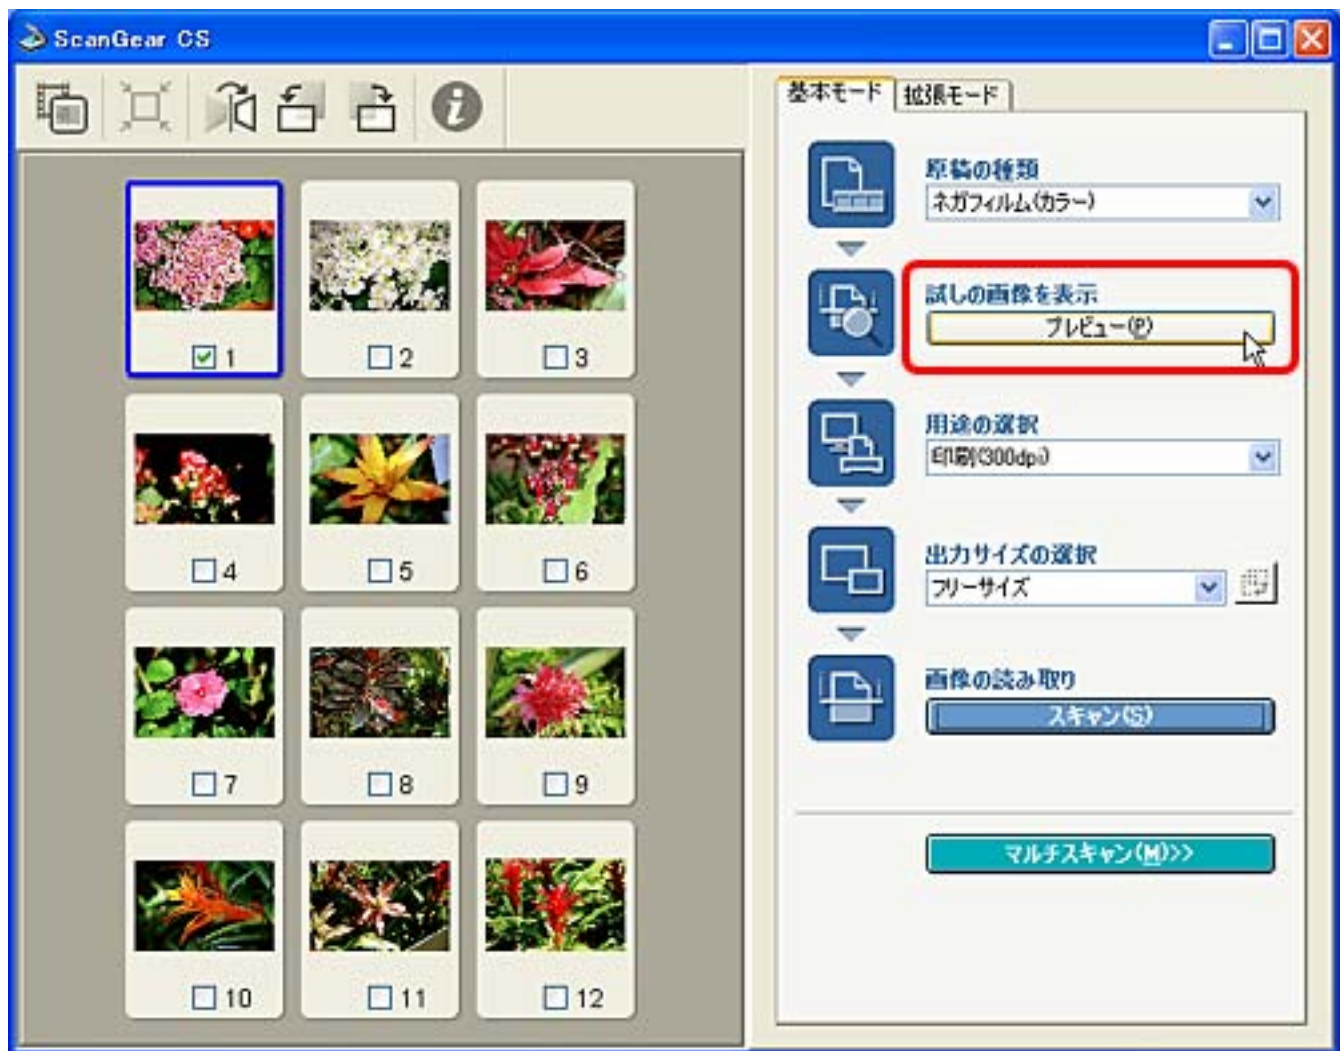 ScanGear CS
基本モード
拡張モード
原稿の種類
ネガフィルム(カラー)
試しの画像を表示
プレビュー(P)
用途の選択
印刷(300dpi)
出力サイズの選択
フリーサイズ
画像の読み取り
スキャン(S)
マルチスキャン(M)>>
1
2
3
4
5
6
7
8
9
10
11
12